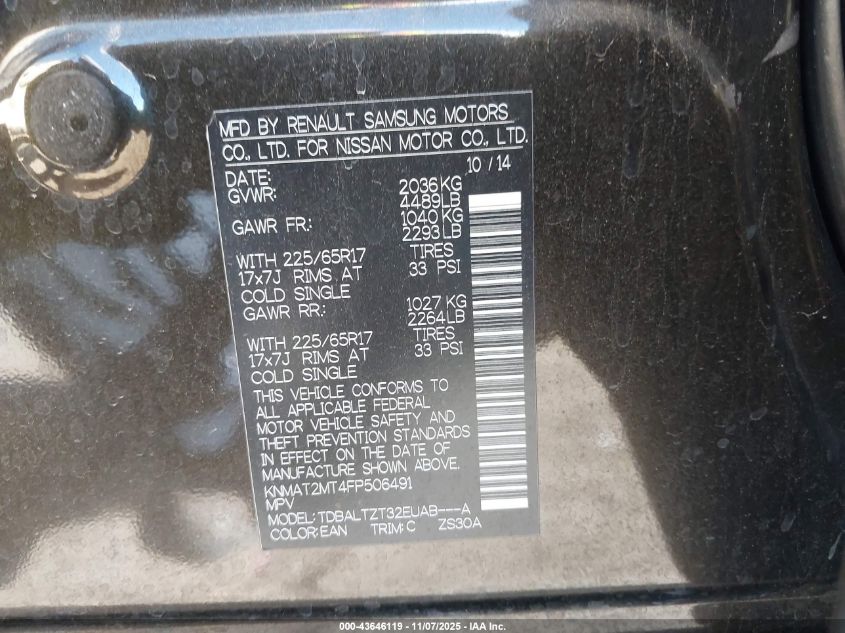 MFD BY RENAULT SAMSUNG MOTORS
CO., LTD. FOR NISSAN MOTOR CO., LTD.
DATE: 10 / 14
GVWR: 2036 KG
4489LB
GAWR FR: 1040 KG
2293 LB
WITH 225/65R17 TIRES
17x7J RIMS AT 33 PSI
COLD SINGLE
GAWR RR: 1027 KG
2264LB
WITH 225/65R17 TIRES
17x7J RIMS AT 33 PSI
COLD SINGLE
THIS VEHICLE CONFORMS TO
ALL APPLICABLE FEDERAL
MOTOR VEHICLE SAFETY AND
THEFT PREVENTION STANDARDS
IN EFFECT ON THE DATE OF
MANUFACTURE SHOWN ABOVE.
KNMAT2MT4FP506491
MPV
MODEL: TDBALTZT32EUAB---A
COLOR: EAN TRIM: C ZS30A
000-43646119 - 11/07/2025 - IAA Inc.